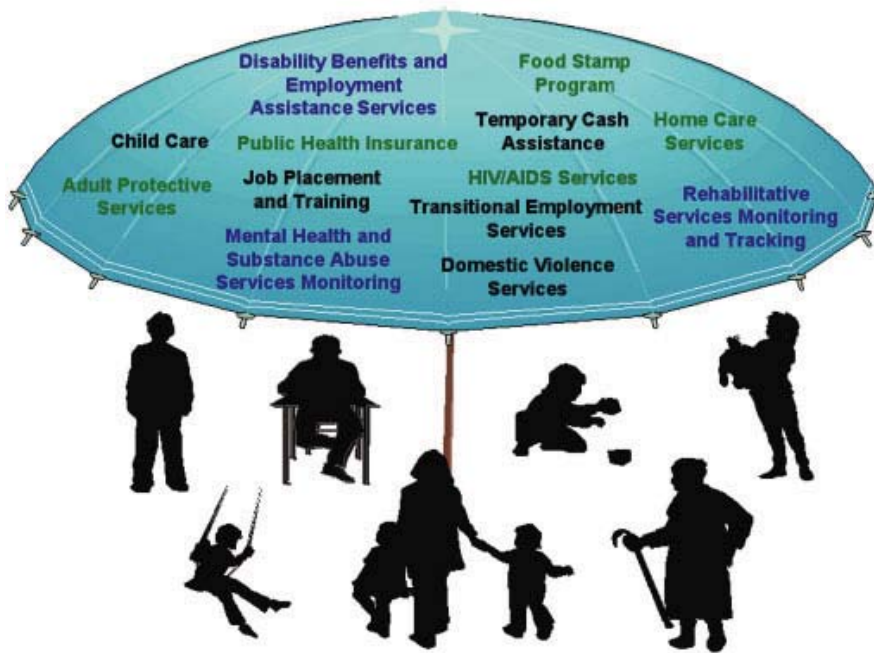 Disability Benefits and
Employment
Assistance Services
Food Stamp
Program
Child Care
Public Health Insurance
Temporary Cash
Assistance
Home Care
Services
Adult Protective
Services
Job Placement
and Training
HIV/AIDS Services
Transitional Employment
Services
Rehabilitative
Services Monitoring
and Tracking
Mental Health and
Substance Abuse
Services Monitoring
Domestic Violence
Services